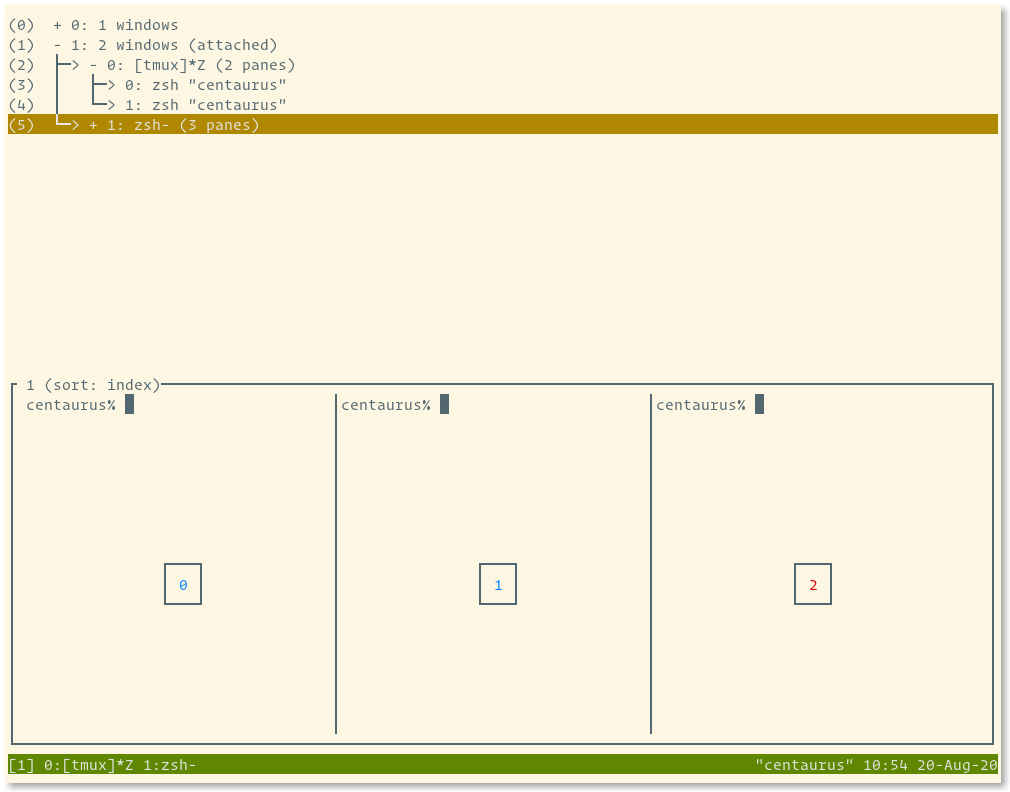 (0)  + 0: 1 windows
(1)  - 1: 2 windows (attached)
(2)  ├─> - 0: [tmux]*Z (2 panes)
(3)  │   ├─> 0: zsh "centaurus"
(4)  │   └─> 1: zsh "centaurus"
(5)  └─> + 1: zsh- (3 panes)
1 (sort: index)
centaurus% centaurus% centaurus%
0 1 2
[1] 0:[tmux]*Z 1:zsh- "centaurus" 10:54 20-Aug-20